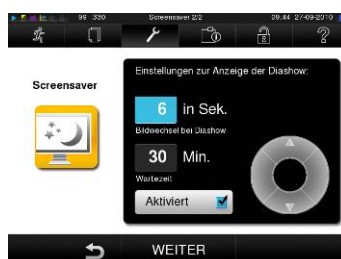 99 330 Screensaver 2/2 09.44 27-09-2010
Screensaver
Einstellungen zur Anzeige der Diashow:
6 in Sek.
Bildwechsel bei Diashow
30 Min.
Wartezeit
Aktiviert
WEITER